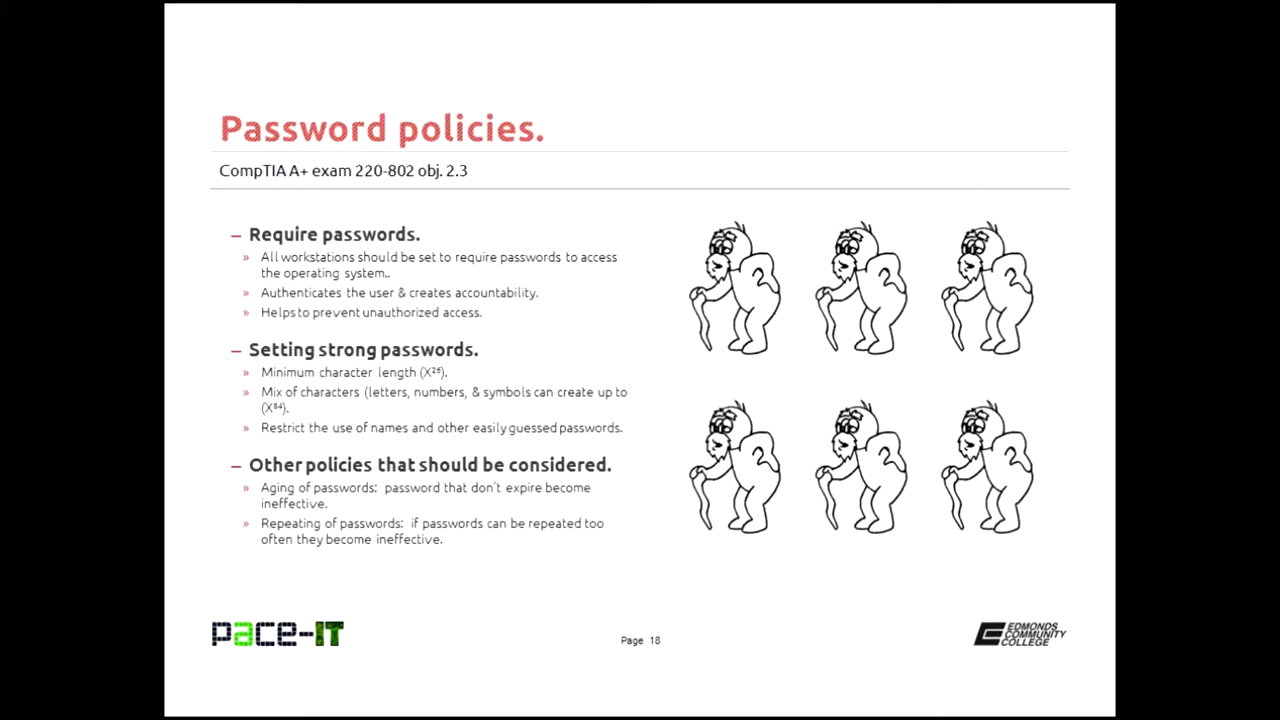 Password policies.
CompTIA A+ exam 220-802 obj. 2.3
– Require passwords.
» All workstations should be set to require passwords to access
the operating system..
» Authenticates the user & creates accountability.
» Helps to prevent unauthorized access.
– Setting strong passwords.
» Minimum character length (X²⁶).
» Mix of characters (letters, numbers, & symbols can create up to
(X⁸⁴).
» Restrict the use of names and other easily guessed passwords.
– Other policies that should be considered.
» Aging of passwords: password that don't expire become
ineffective.
» Repeating of passwords: if passwords can be repeated too
often they become ineffective.
pace-IT
Page 18
EDMONDS
COMMUNITY
COLLEGE